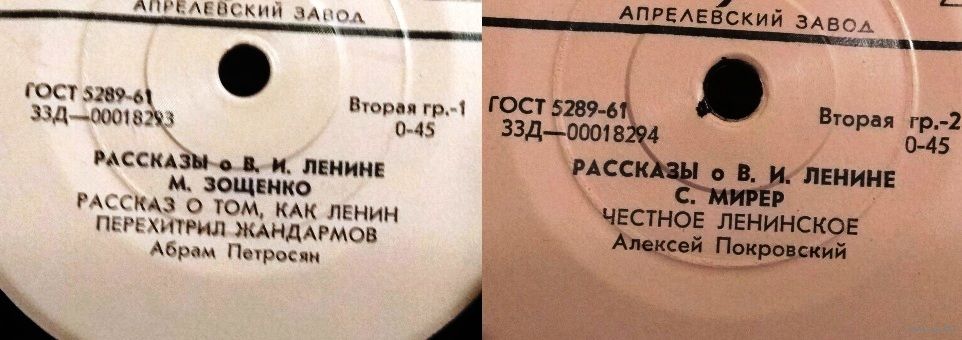 АПРЕЛЕВСКИЙ ЗАВОД
ГОСТ 5289-61
33Д—00018293
Вторая гр.-1
0-45
РАССКАЗЫ о В. И. ЛЕНИНЕ
М. ЗОЩЕНКО
РАССКАЗ О ТОМ, КАК ЛЕНИН
ПЕРЕХИТРИЛ ЖАНДАРМОВ
Абрам Петросян
АПРЕЛЕВСКИЙ ЗАВОД
ГОСТ 5289-61
33Д—00018294
Вторая гр.-2
0-45
РАССКАЗЫ о В. И. ЛЕНИНЕ
С. МИРЕР
ЧЕСТНОЕ ЛЕНИНСКОЕ
Алексей Покровский